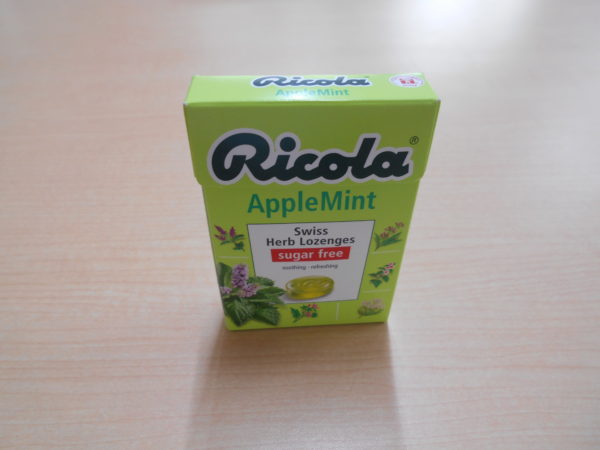 Ricola
AppleMint
Ricola®
AppleMint
Swiss
Herb Lozenges
sugar free
soothing - refreshing